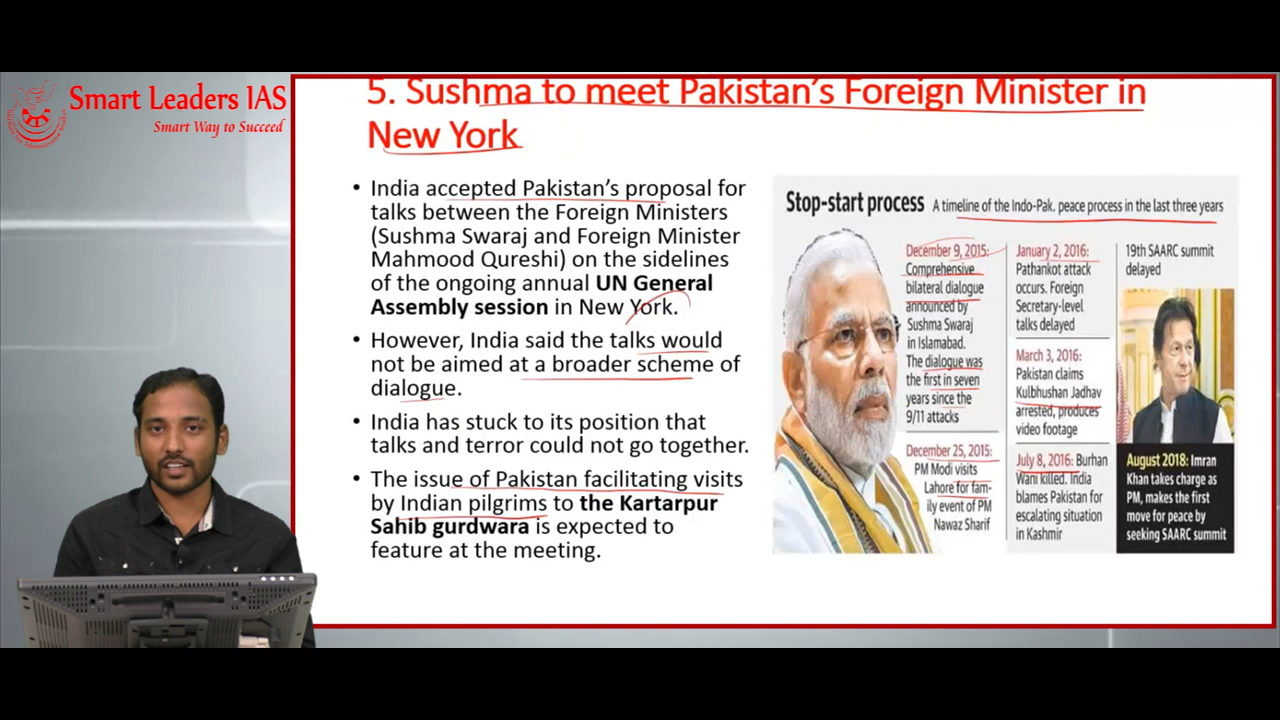 Smart Leaders IAS
Smart Way to Succeed
5. Sushma to meet Pakistan's Foreign Minister in
New York
• India accepted Pakistan's proposal for
talks between the Foreign Ministers
(Sushma Swaraj and Foreign Minister
Mahmood Qureshi) on the sidelines
of the ongoing annual UN General
Assembly session in New York.
• However, India said the talks would
not be aimed at a broader scheme of
dialogue.
• India has stuck to its position that
talks and terror could not go together.
• The issue of Pakistan facilitating visits
by Indian pilgrims to the Kartarpur
Sahib gurdwara is expected to
feature at the meeting.
Stop-start process A timeline of the Indo-Pak. peace process in the last three years
December 9, 2015:
Comprehensive
bilateral dialogue
announced by
Sushma Swaraj
in Islamabad.
The dialogue was
the first in seven
years since the
9/11 attacks
December 25, 2015:
PM Modi visits
Lahore for fam-
ily event of PM
Nawaz Sharif
January 2, 2016:
Pathankot attack
occurs. Foreign
Secretary-level
talks delayed
March 3, 2016:
Pakistan claims
Kulbhushan Jadhav
arrested, produces
video footage
July 8, 2016: Burhan
Wani killed. India
blames Pakistan for
escalating situation
in Kashmir
19th SAARC summit
delayed
August 2018: Imran
Khan takes charge as
PM, makes the first
move for peace by
seeking SAARC summit